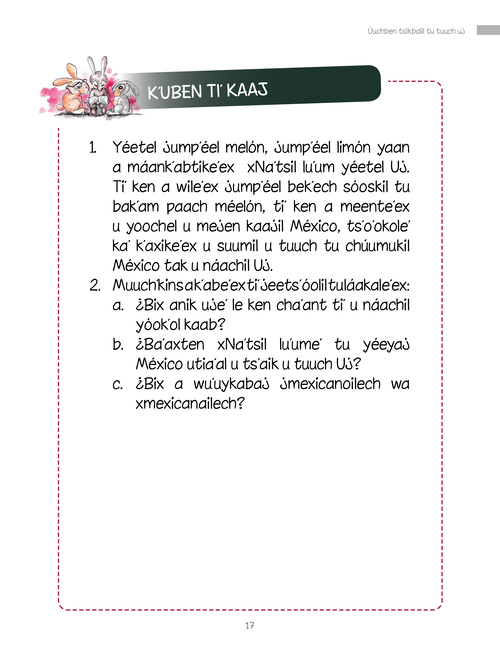 Úuchben tsikbalil tu tuuch uj
K'UBEN TI' KAAJ
1. Yéetel jump'éel melón, jump'éel limón yaan
a máank'abtike'ex xNa'tsil lu'um yéetel Uj.
Ti' ken a wile'ex jump'éel bek'ech sóoskil tu
bak'am paach méelón, ti' ken a meente'ex
u yoochel u mejen kaajil México, ts'o'okole'
ka' k'axike'ex u suumil u tuuch tu chúumukil
México tak u náachil Uj.
2. Muuch'kinsa k'abe'ex ti' jeets'óolil tuláakale'ex:
a. ¿Bix anik uje' le ken cha'ant ti' u náachil
yóok'ol kaab?
b. ¿Ba'axten xNa'tsil lu'ume' tu yéeyaj
México utia'al u ts'aik u tuuch Uj?
c. ¿Bix a wu'uykabaj jmexicanoilech wa
xmexicanailech?
17